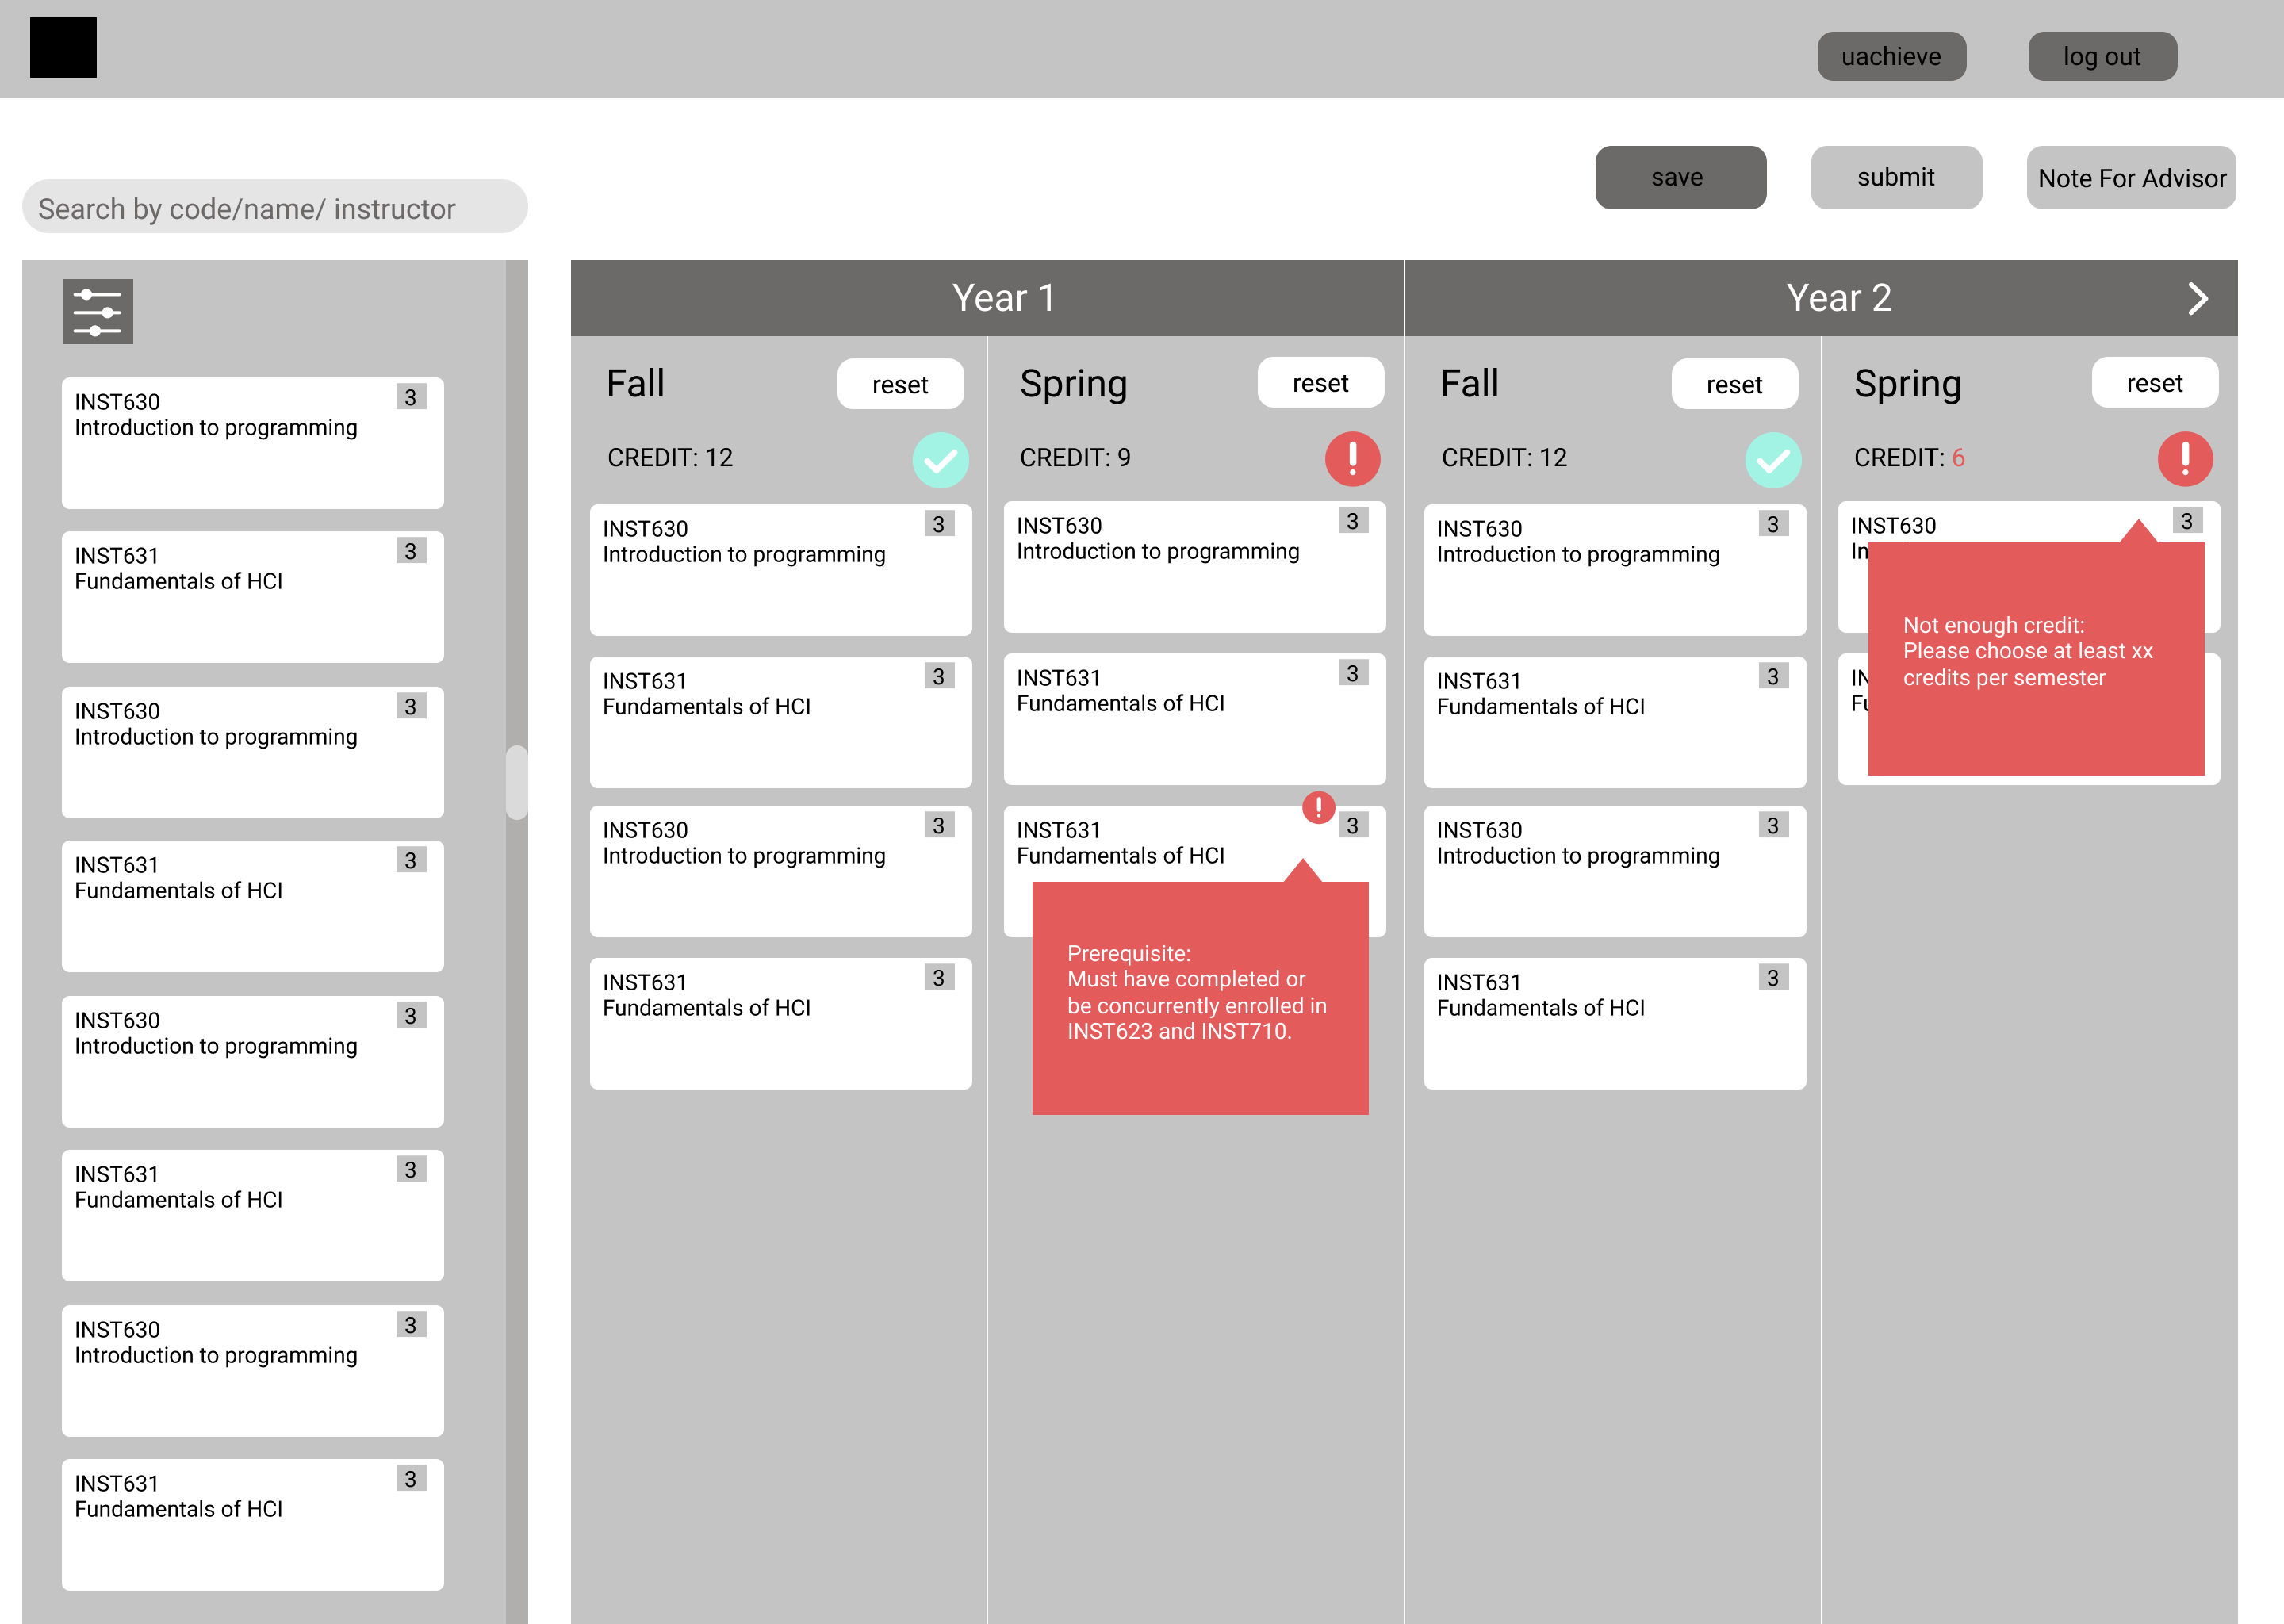 uachieve
log out
save
submit
Note For Advisor
Search by code/name/ instructor
INST630
3
Introduction to programming
INST631
3
Fundamentals of HCI
INST630
3
Introduction to programming
INST631
3
Fundamentals of HCI
INST630
3
Introduction to programming
INST631
3
Fundamentals of HCI
INST630
3
Introduction to programming
INST631
3
Fundamentals of HCI
Year 1
Year 2
Fall
reset
CREDIT: 12
INST630
3
Introduction to programming
INST631
3
Fundamentals of HCI
INST630
3
Introduction to programming
INST631
3
Fundamentals of HCI
Spring
reset
CREDIT: 9
INST630
3
Introduction to programming
INST631
3
Fundamentals of HCI
INST631
3
Fundamentals of HCI
Prerequisite:
Must have completed or
be concurrently enrolled in
INST623 and INST710.
Fall
reset
CREDIT: 12
INST630
3
Introduction to programming
INST631
3
Fundamentals of HCI
INST630
3
Introduction to programming
INST631
3
Fundamentals of HCI
Spring
reset
CREDIT: 6
INST630
3
Not enough credit:
Please choose at least xx
credits per semester